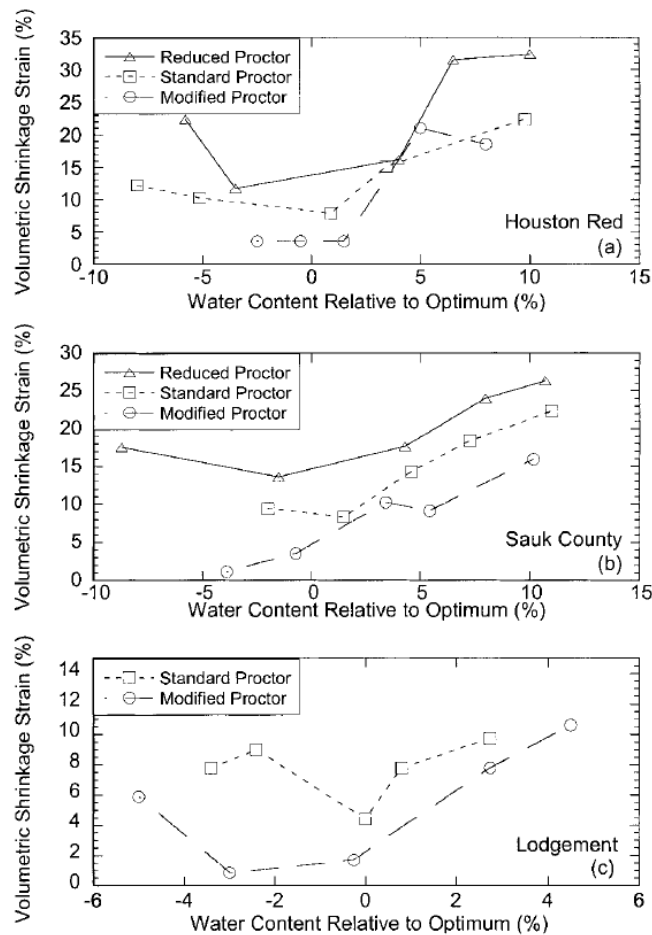 Volumetric Shrinkage Strain (%)
35
30
25
20
15
10
5
0
Reduced Proctor
Standard Proctor
Modified Proctor
Houston Red
(a)
-10 -5 0 5 10 15
Water Content Relative to Optimum (%)
Volumetric Shrinkage Strain (%)
30
25
20
15
10
5
0
Reduced Proctor
Standard Proctor
Modified Proctor
Sauk County
(b)
-10 -5 0 5 10 15
Water Content Relative to Optimum (%)
Volumetric Shrinkage Strain (%)
14
12
10
8
6
4
2
0
Standard Proctor
Modified Proctor
Lodgement
(c)
-6 -4 -2 0 2 4 6
Water Content Relative to Optimum (%)